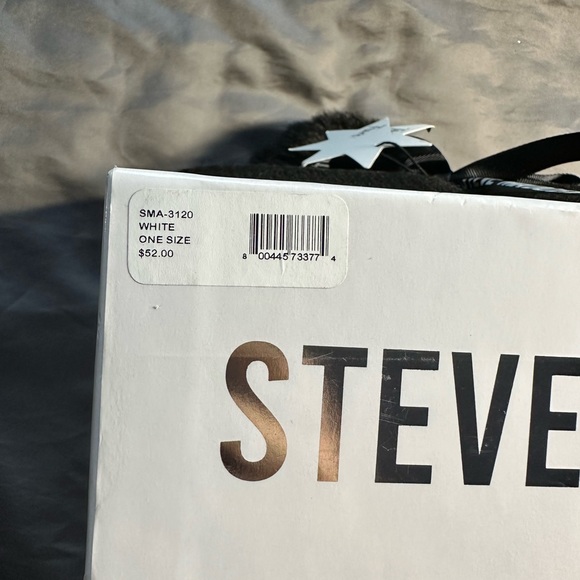 SMA-3120
WHITE
ONE SIZE
$52.00
8 00445 73377 4
STEVE